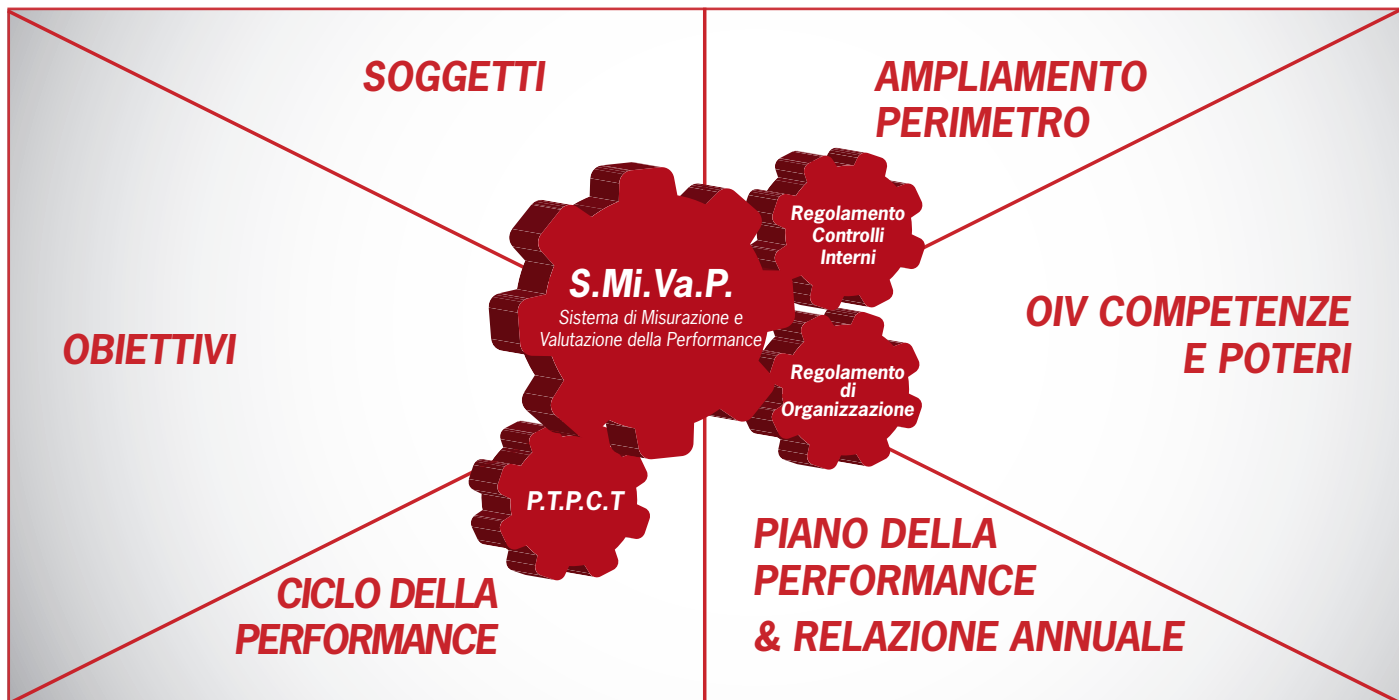 SOGGETTI
AMPLIAMENTO
PERIMETRO
OBIETTIVI
S.Mi.Va.P.
Sistema di Misurazione e
Valutazione della Performance
Regolamento
Controlli
Interni
Regolamento
di
Organizzazione
OIV COMPETENZE
E POTERI
P.T.P.C.T
CICLO DELLA
PERFORMANCE
PIANO DELLA
PERFORMANCE
& RELAZIONE ANNUALE